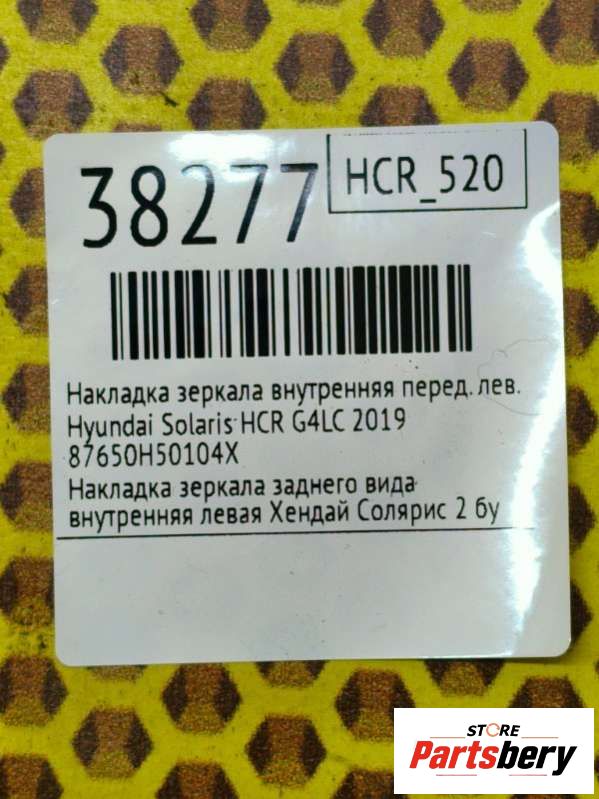 38277
HCR_520
Накладка зеркала внутренняя перед. лев.
Hyundai Solaris HCR G4LC 2019
87650H50104X
Накладка зеркала заднего вида
внутренняя левая Хендай Солярис 2 бу
STORE
Partsbery